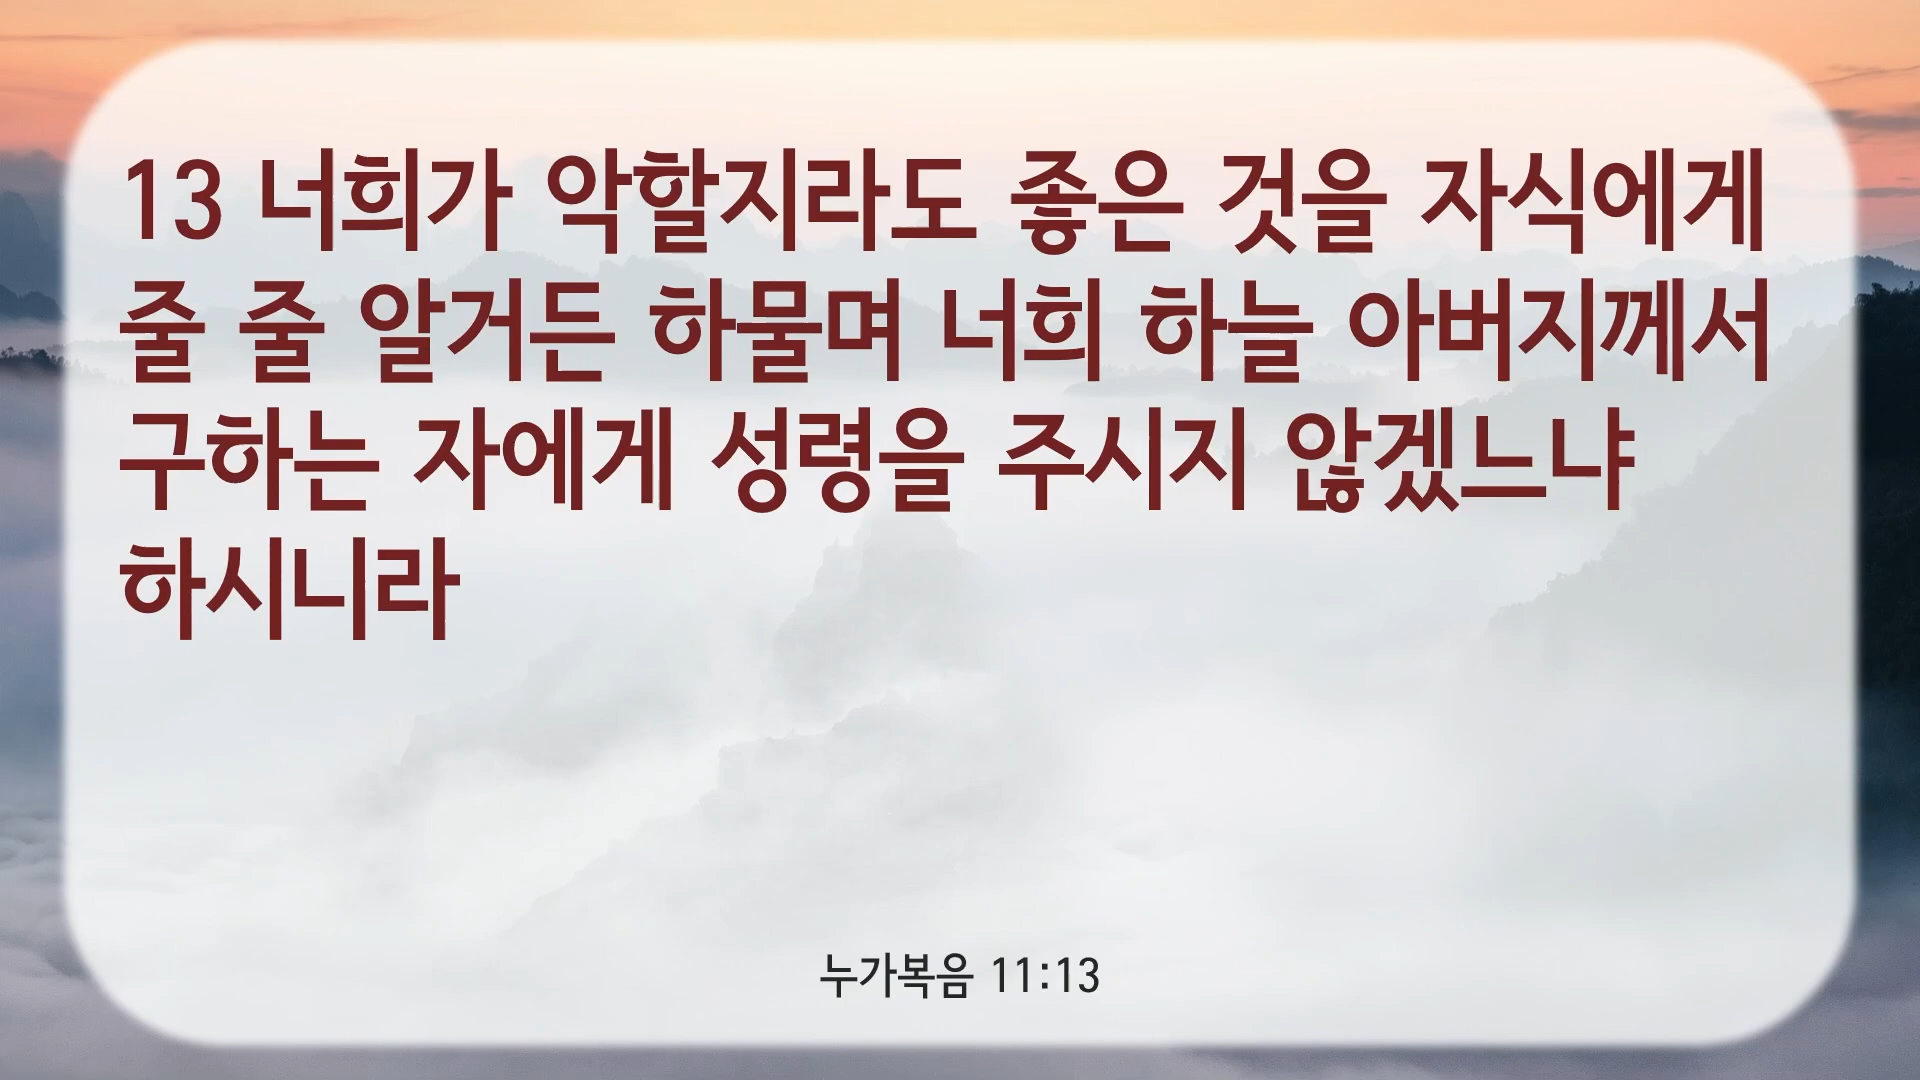 13 너희가 악할지라도 좋은 것을 자식에게
줄 줄 알거든 하물며 너희 하늘 아버지께서
구하는 자에게 성령을 주시지 않겠느냐
하시니라
누가복음 11:13